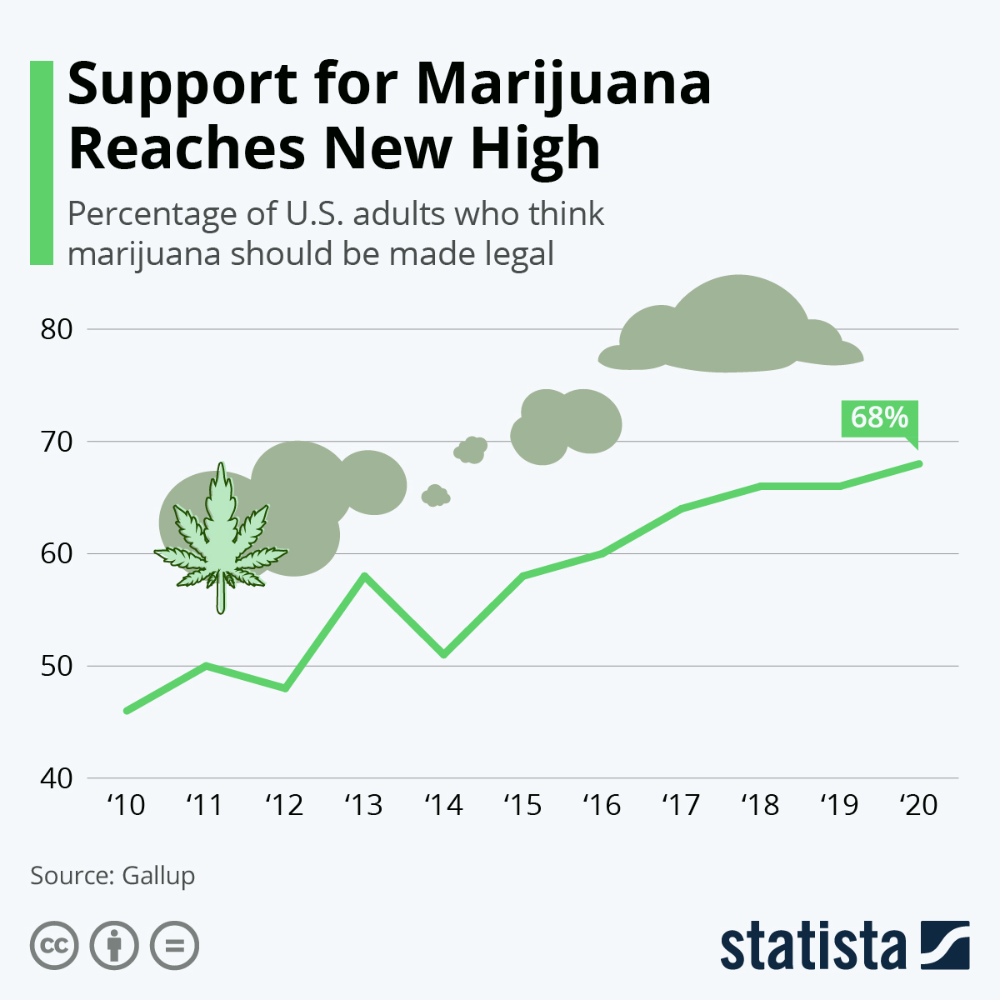 Support for Marijuana
Reaches New High
Percentage of U.S. adults who think
marijuana should be made legal
80
70
68%
60
50
40
‘10 ‘11 ‘12 ‘13 ‘14 ‘15 ‘16 ‘17 ‘18 ‘19 ‘20
Source: Gallup
cc
statista